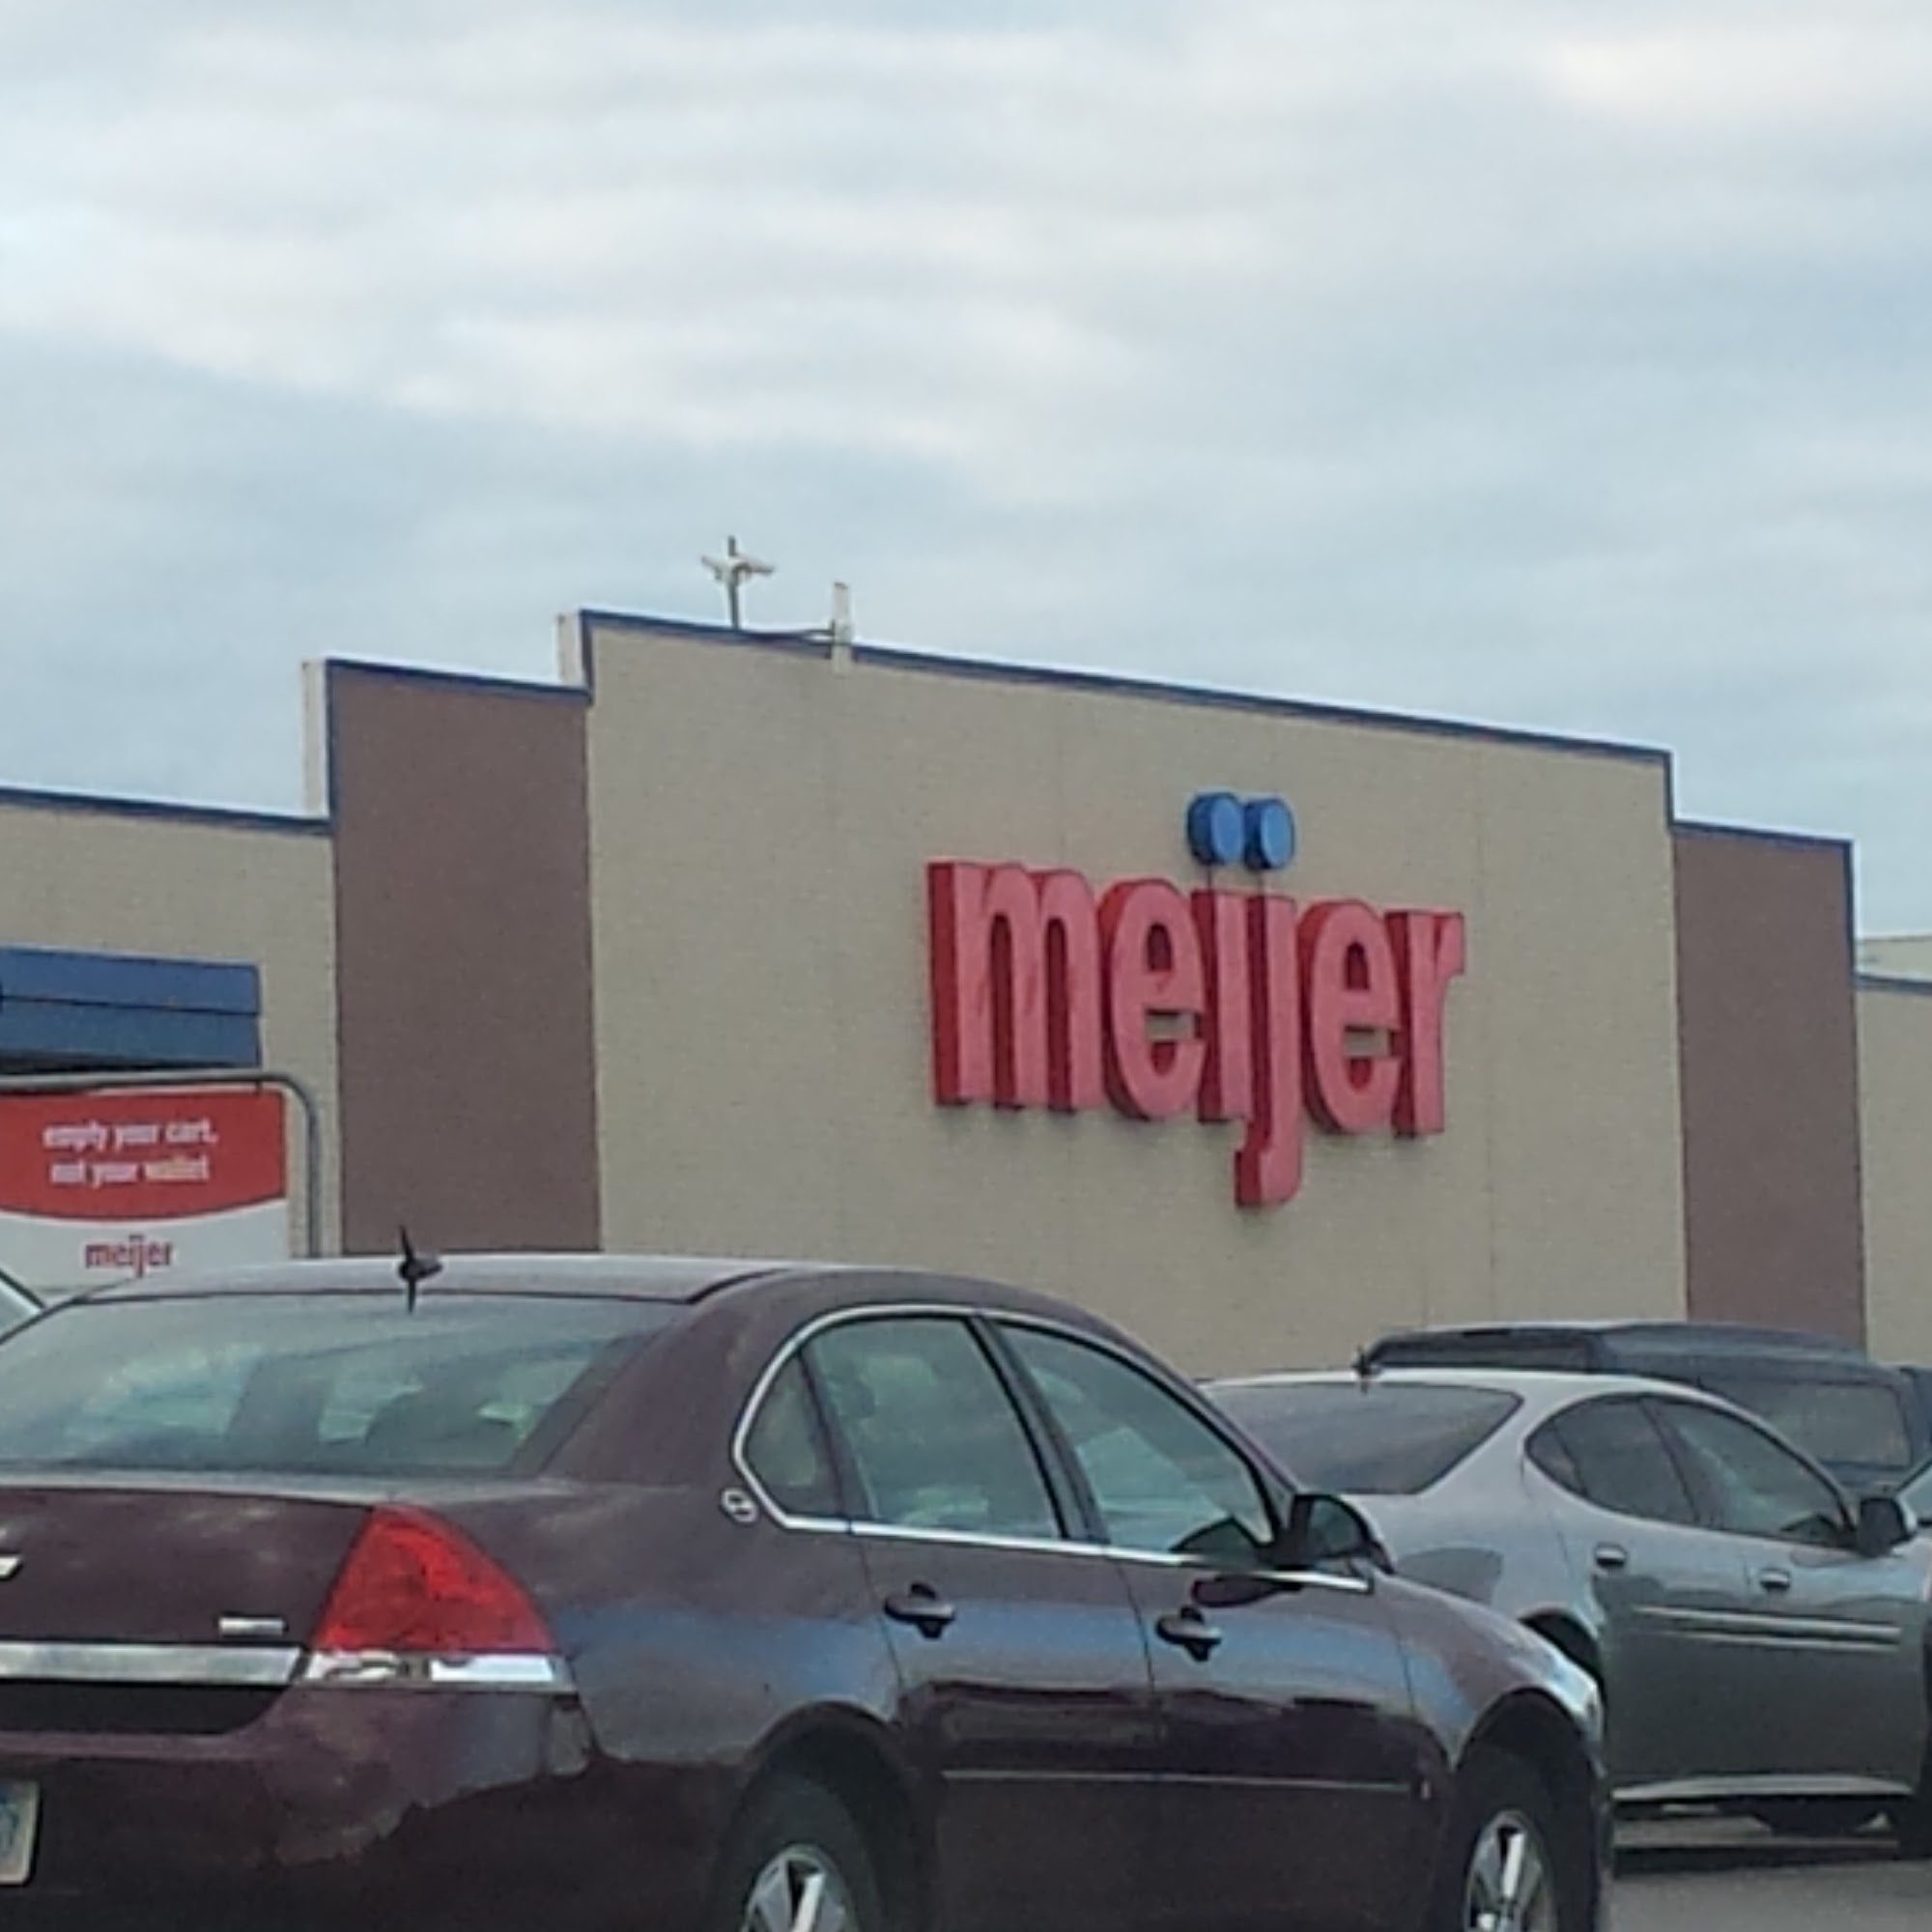 meijer
empty your cart,
not your wallet
meijer